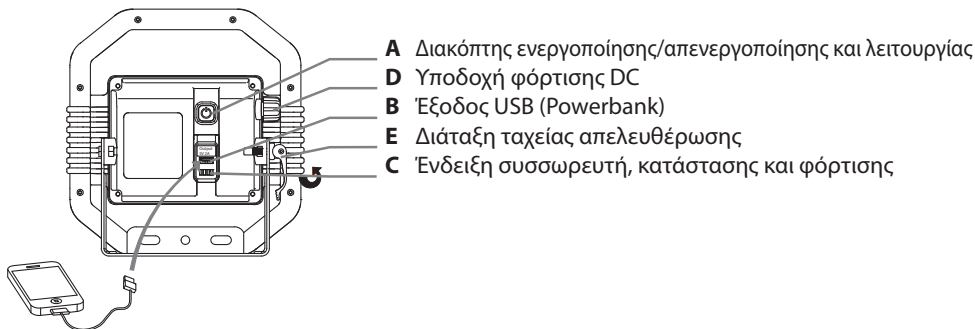 A Διακόπτης ενεργοποίησης/απενεργοποίησης και λειτουργίας
D Υποδοχή φόρτισης DC
B Έξοδος USB (Powerbank)
E Διάταξη ταχείας απελευθέρωσης
C Ένδειξη συσσωρευτή, κατάστασης και φόρτισης
Output